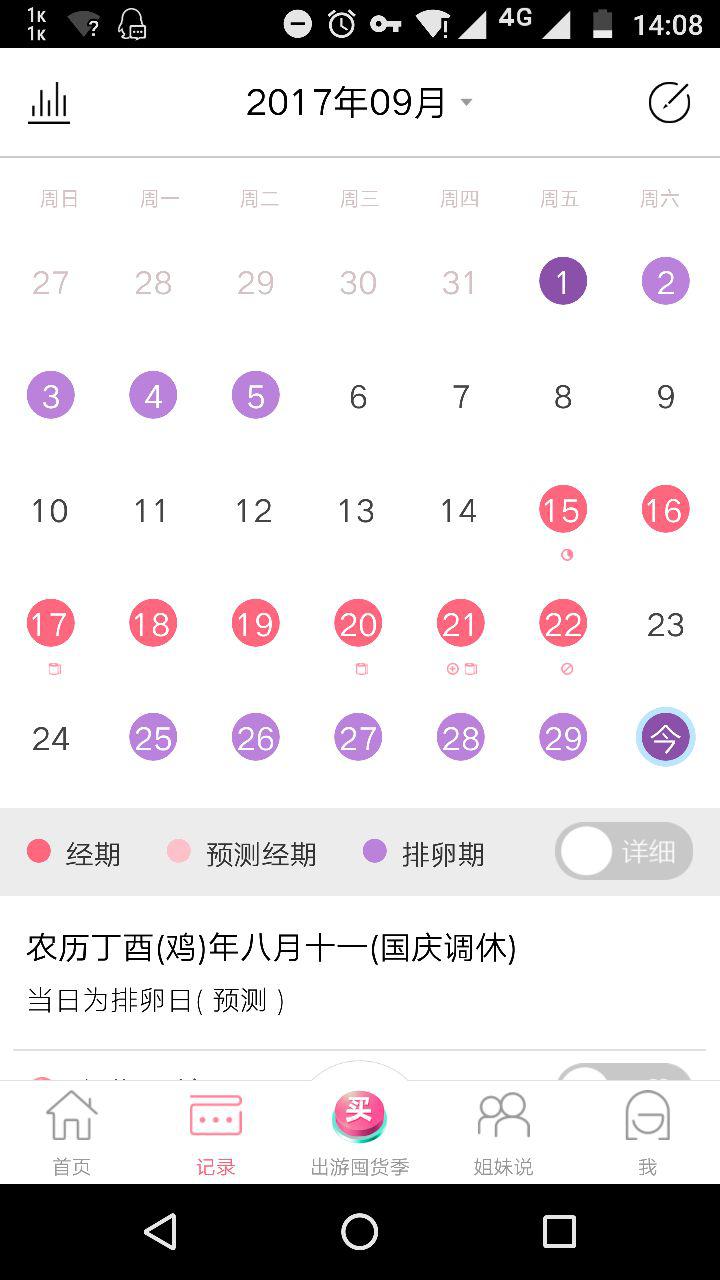 1K
1K
4G
14:08
2017年09月
周日 周一 周二 周三 周四 周五 周六
27 28 29 30 31 1 2
3 4 5 6 7 8 9
10 11 12 13 14 15 16
17 18 19 20 21 22 23
24 25 26 27 28 29 今
经期 预测经期 排卵期 详细
农历丁酉(鸡)年八月十一(国庆调休)
当日为排卵日( 预测 )
买
首页 记录 出游囤货季 姐妹说 我